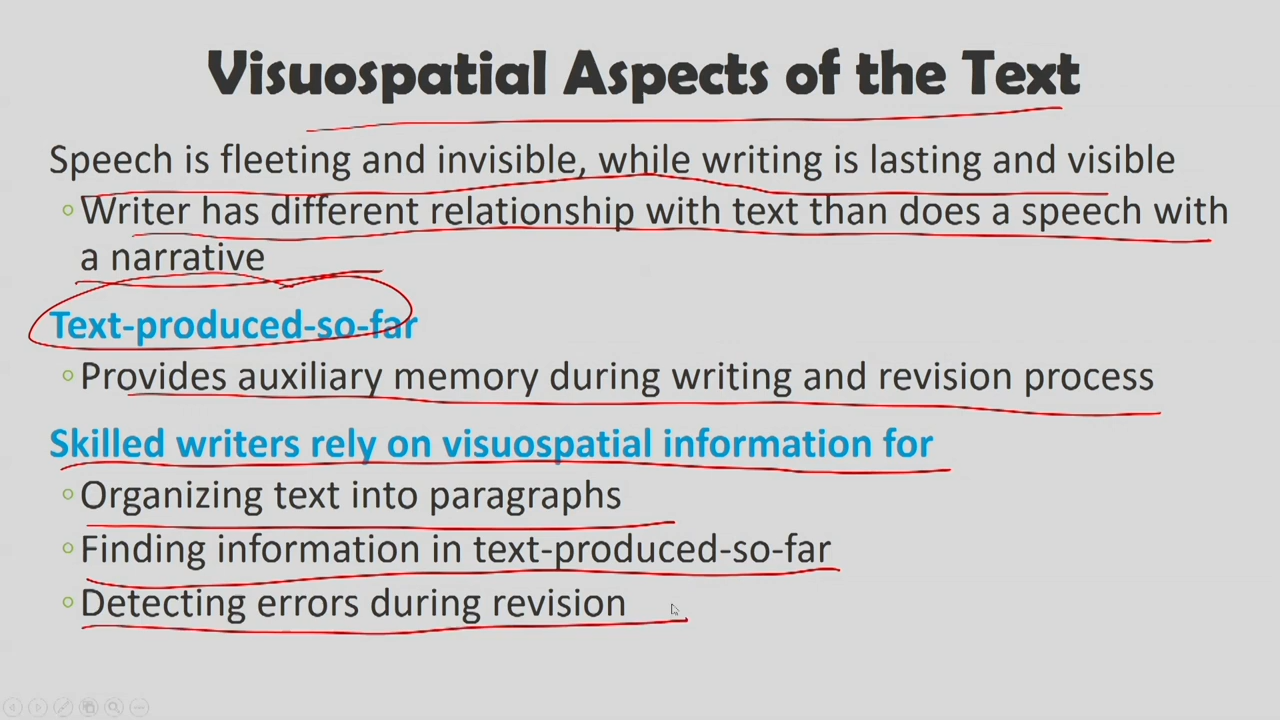 Visuospatial Aspects of the Text
Speech is fleeting and invisible, while writing is lasting and visible
Writer has different relationship with text than does a speech with
a narrative
Text-produced-so-far
Provides auxiliary memory during writing and revision process
Skilled writers rely on visuospatial information for
Organizing text into paragraphs
Finding information in text-produced-so-far
Detecting errors during revision